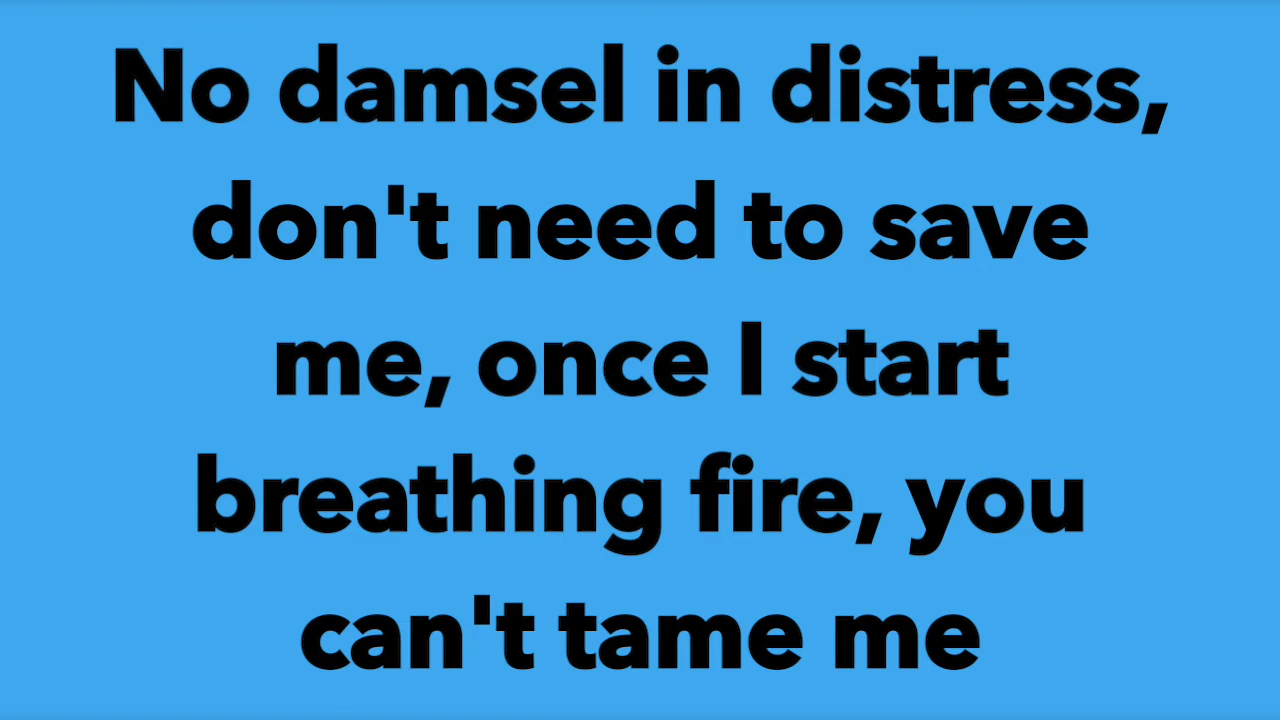 No damsel in distress,
don't need to save
me, once I start
breathing fire, you
can't tame me